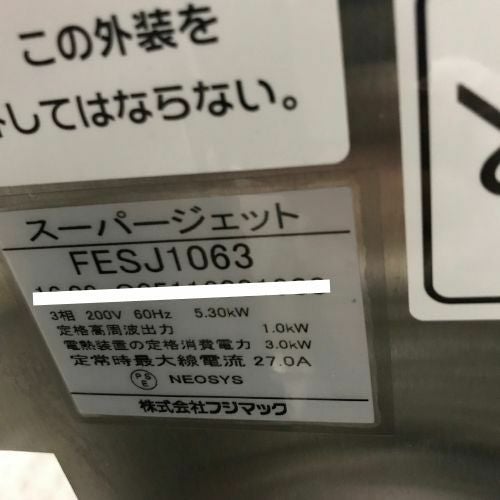 この外装を
してはならない。
スーパージェット
FESJ1063
3相 200V 60Hz 5.30kW
定格高周波出力 1.0kW
電熱装置の定格消費電力 3.0kW
定常時最大線電流 27.0A
PSE NEOSYS
株式会社フジマック